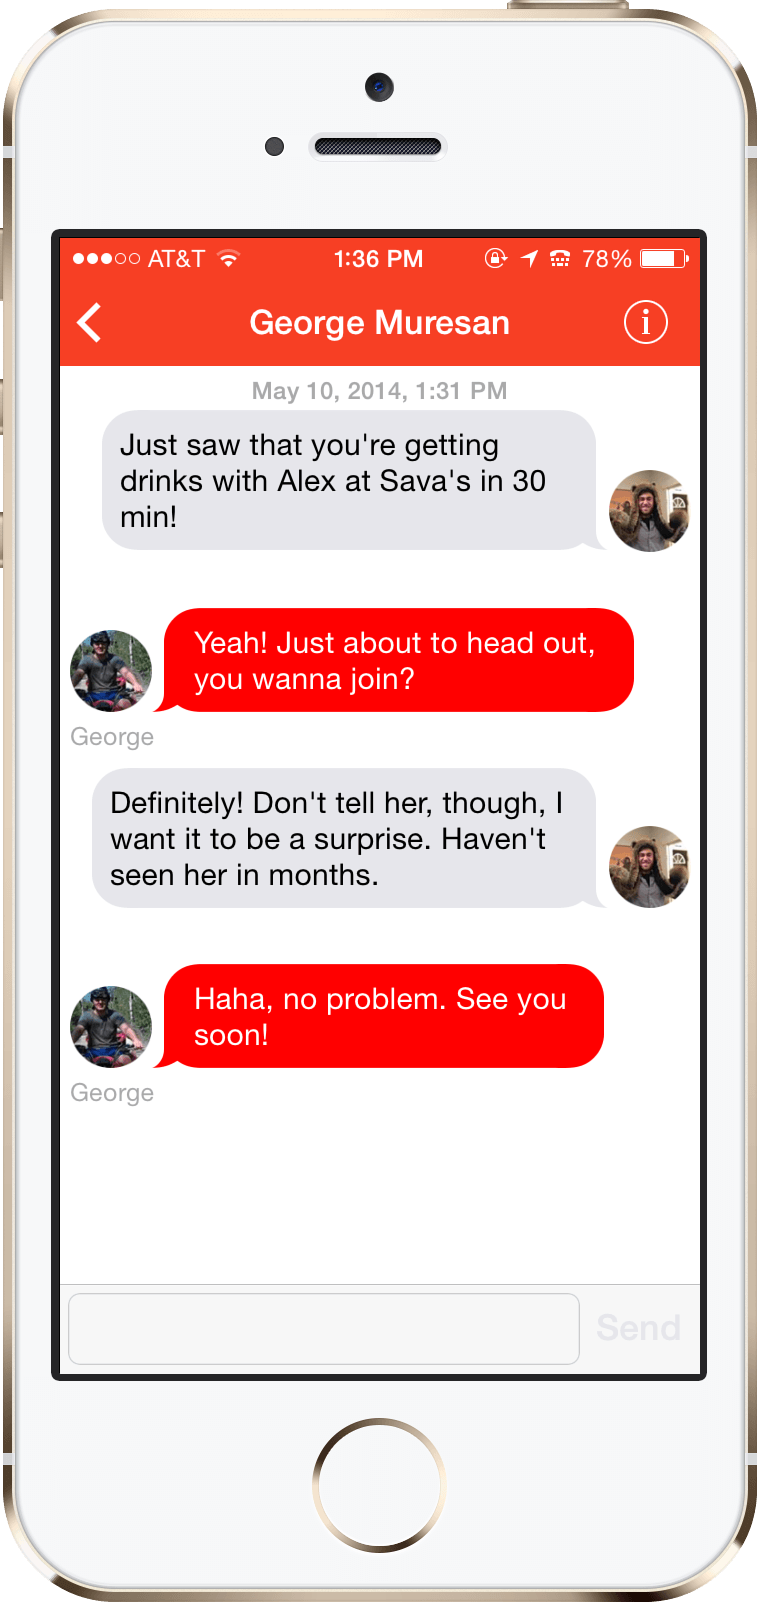 AT&T 1:36 PM 78%
George Muresan
May 10, 2014, 1:31 PM
Just saw that you're getting
drinks with Alex at Sava's in 30
min!
Yeah! Just about to head out,
you wanna join?
George
Definitely! Don't tell her, though, I
want it to be a surprise. Haven't
seen her in months.
Haha, no problem. See you
soon!
George
Send